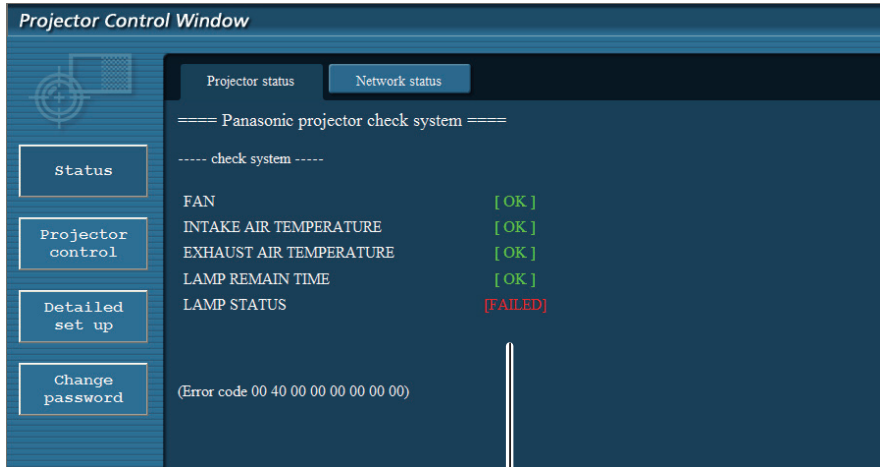 Projector Control Window
Projector status
Network status
==== Panasonic projector check system ====
----- check system -----
FAN [ OK ]
INTAKE AIR TEMPERATURE [ OK ]
EXHAUST AIR TEMPERATURE [ OK ]
LAMP REMAIN TIME [ OK ]
LAMP STATUS [FAILED]
(Error code 00 40 00 00 00 00 00 00)
Status
Projector
control
Detailed
set up
Change
password